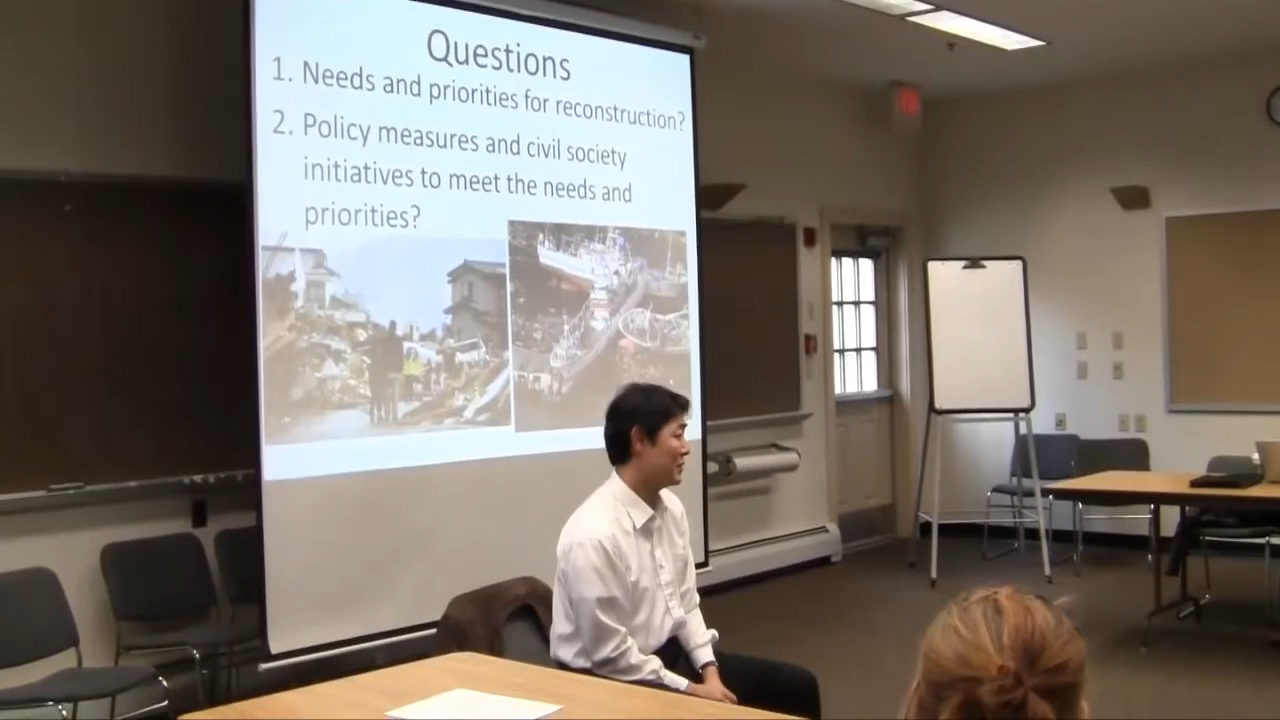 Questions
1. Needs and priorities for reconstruction?
2. Policy measures and civil society
initiatives to meet the needs and
priorities?